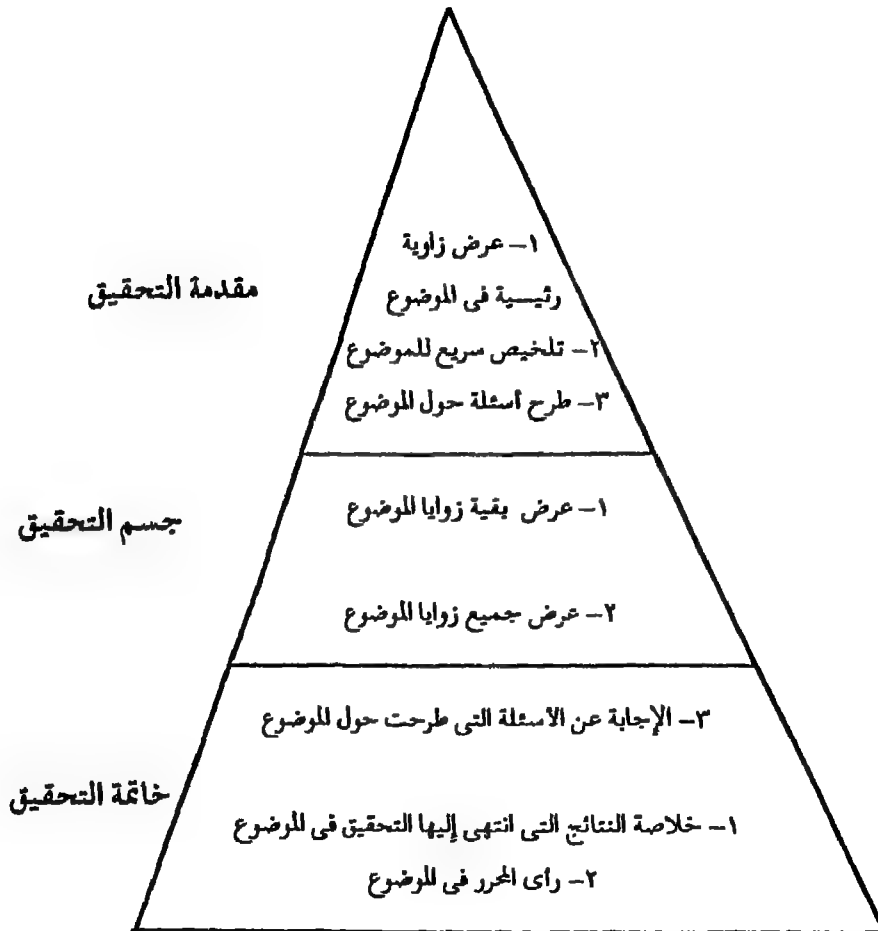 ١- عرض زاوية
مقدمة التحقيق
رئيسية فى الموضوع
٢- تلخيص سريع للموضوع
٣- طرح أسئلة حول الموضوع
١- عرض بقية زوايا الموضوع
جسم التحقيق
٢- عرض جميع زوايا الموضوع
٣- الإجابة عن الأسئلة التى طرحت حول الموضوع
خاتمة التحقيق
١- خلاصة النتائج التى انتهى إليها التحقيق فى الموضوع
٢- رأى المحرر فى الموضوع